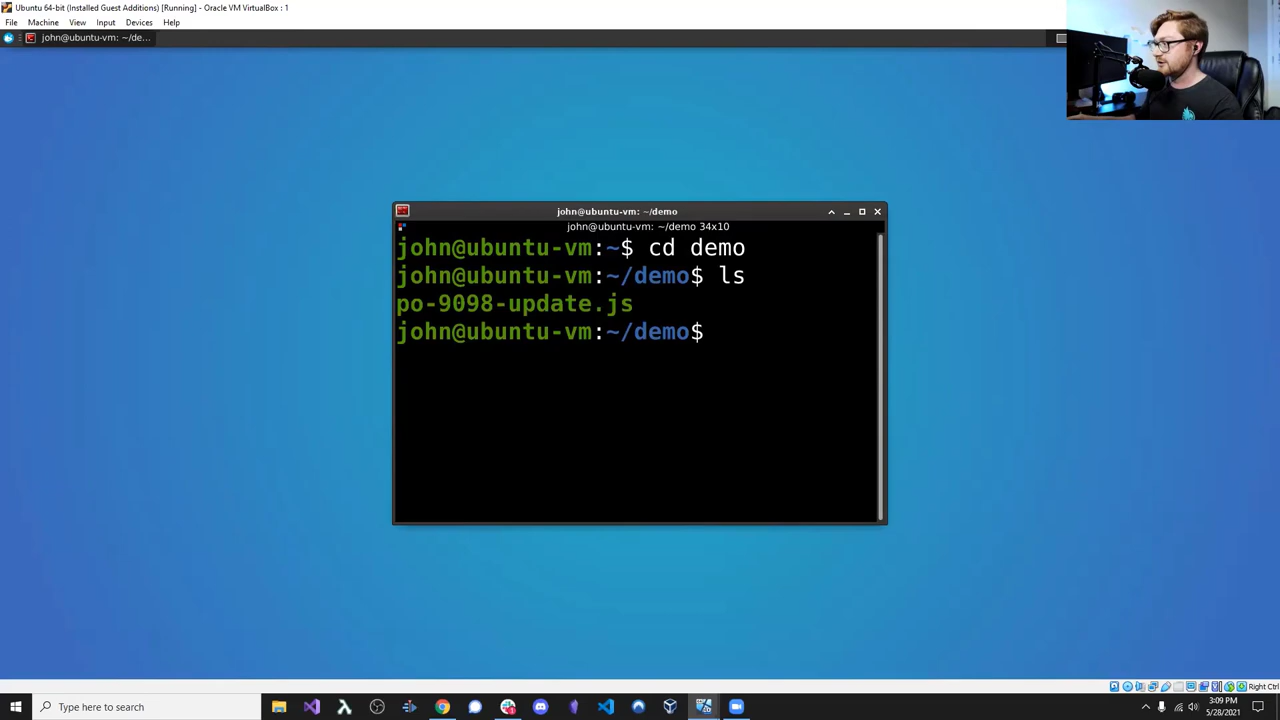 Ubuntu 64-bit (Installed Guest Additions) [Running] - Oracle VM VirtualBox : 1
File Machine View Input Devices Help
john@ubuntu-vm: ~/de...
john@ubuntu-vm: ~/demo
john@ubuntu-vm: ~/demo 34x10
john@ubuntu-vm:~$ cd demo
john@ubuntu-vm:~/demo$ ls
po-9098-update.js
john@ubuntu-vm:~/demo$
Right Ctrl
Type here to search
3:09 PM
5/28/2021